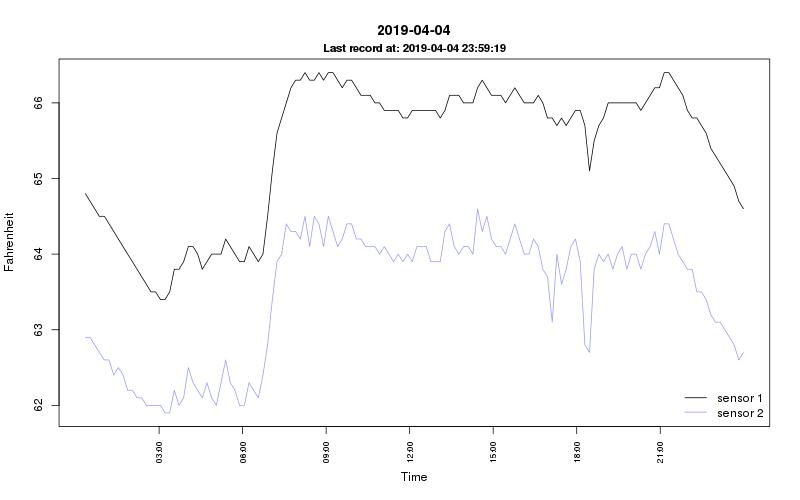 2019-04-04
Last record at: 2019-04-04 23:59:19
Fahrenheit
66
65
64
63
62
sensor 1
sensor 2
03:00 06:00 09:00 12:00 15:00 18:00 21:00
Time